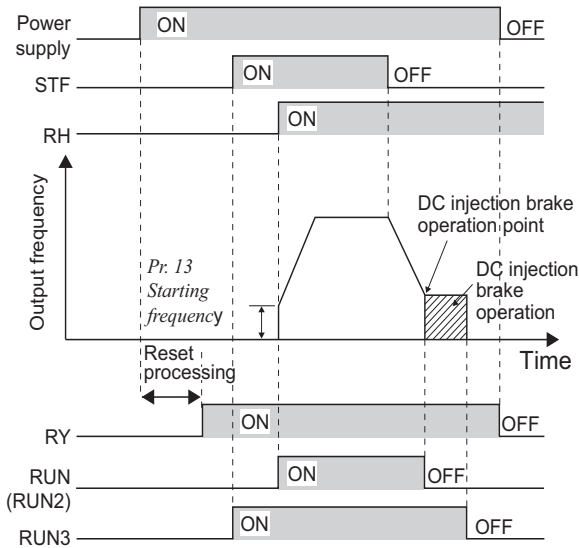 Power
supply
ON
OFF
STF
ON
OFF
RH
ON
Output frequency
Pr. 13
Starting
frequency
DC injection brake
operation point
DC injection
brake
operation
Time
Reset
processing
RY
ON
OFF
RUN
(RUN2)
ON
OFF
RUN3
ON
OFF